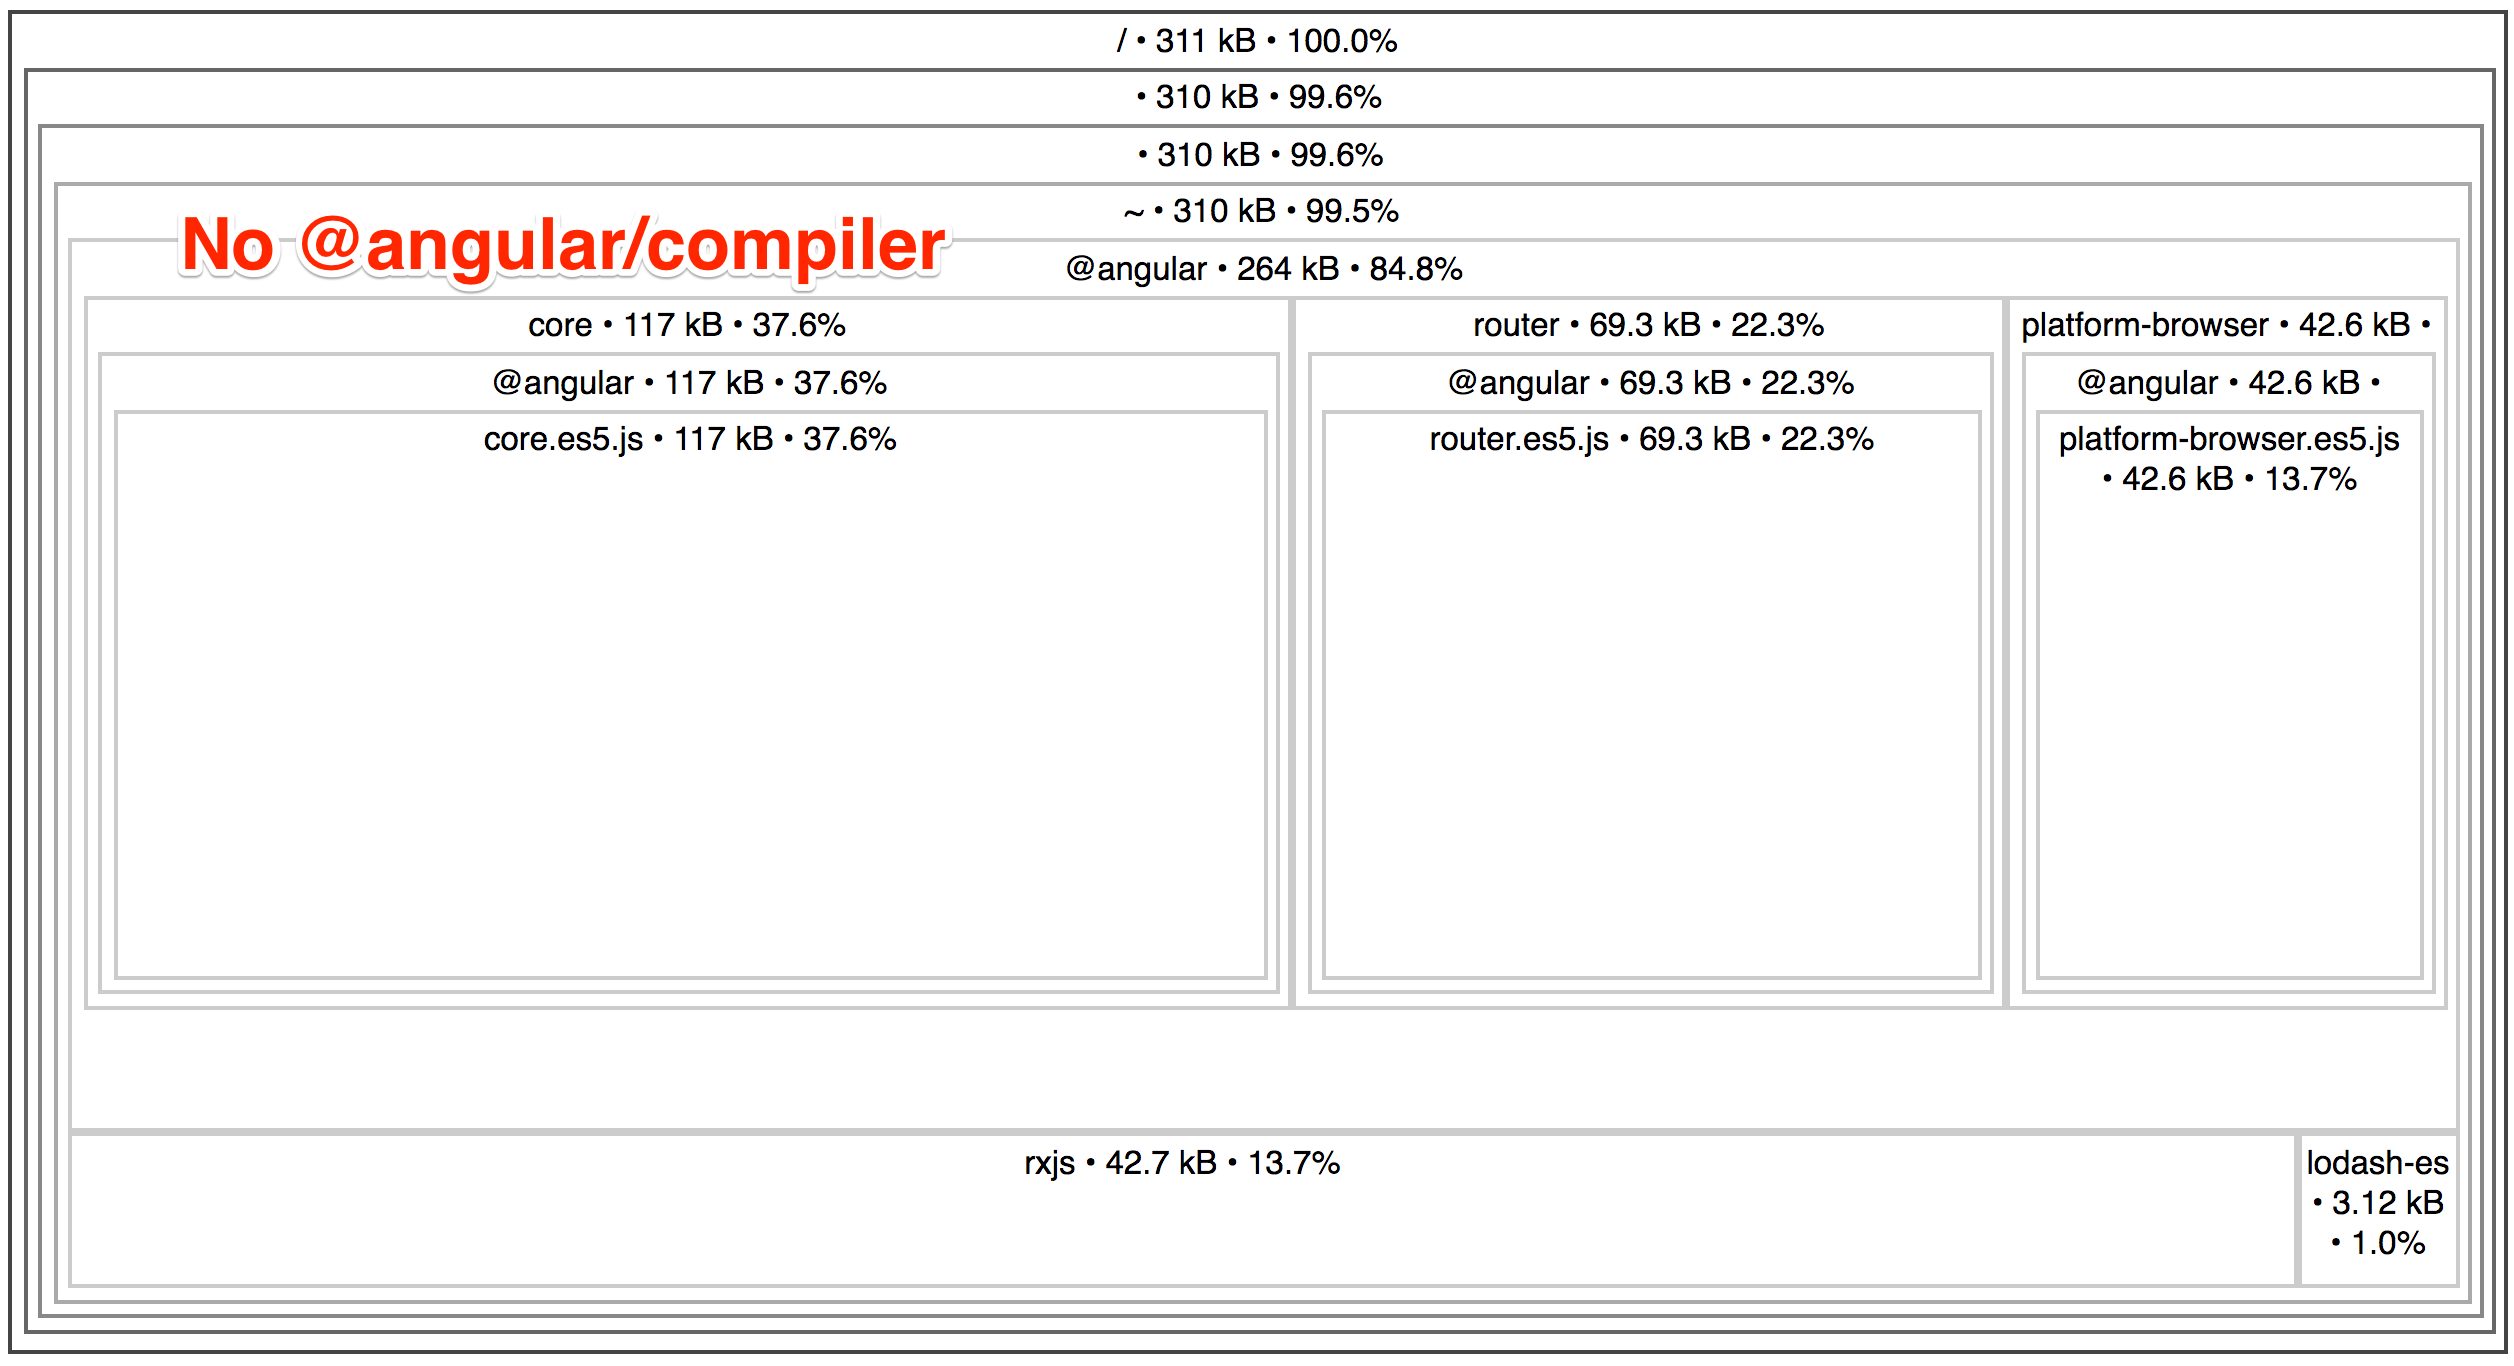 / • 311 kB • 100.0%
• 310 kB • 99.6%
• 310 kB • 99.6%
~ • 310 kB • 99.5%
No @angular/compiler
@angular • 264 kB • 84.8%
core • 117 kB • 37.6%
@angular • 117 kB • 37.6%
core.es5.js • 117 kB • 37.6%
router • 69.3 kB • 22.3%
@angular • 69.3 kB • 22.3%
router.es5.js • 69.3 kB • 22.3%
platform-browser • 42.6 kB •
@angular • 42.6 kB •
platform-browser.es5.js
• 42.6 kB • 13.7%
rxjs • 42.7 kB • 13.7%
lodash-es
• 3.12 kB
• 1.0%